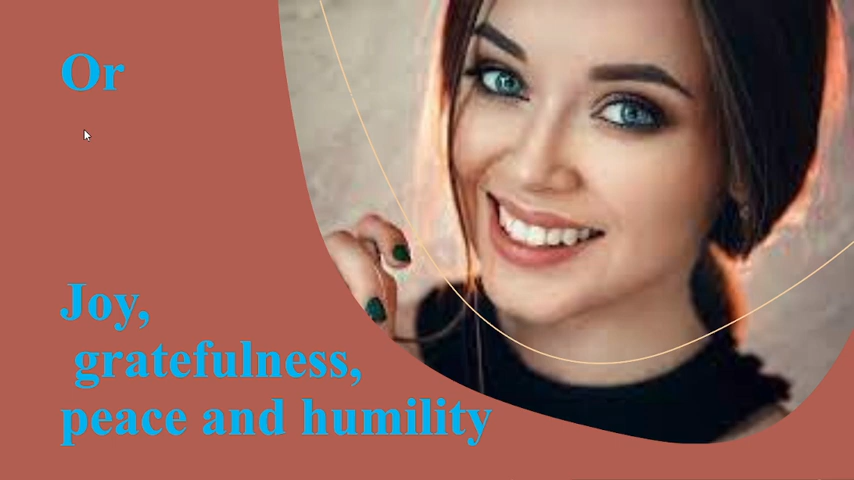 Or
Joy,
gratefulness,
peace and humility